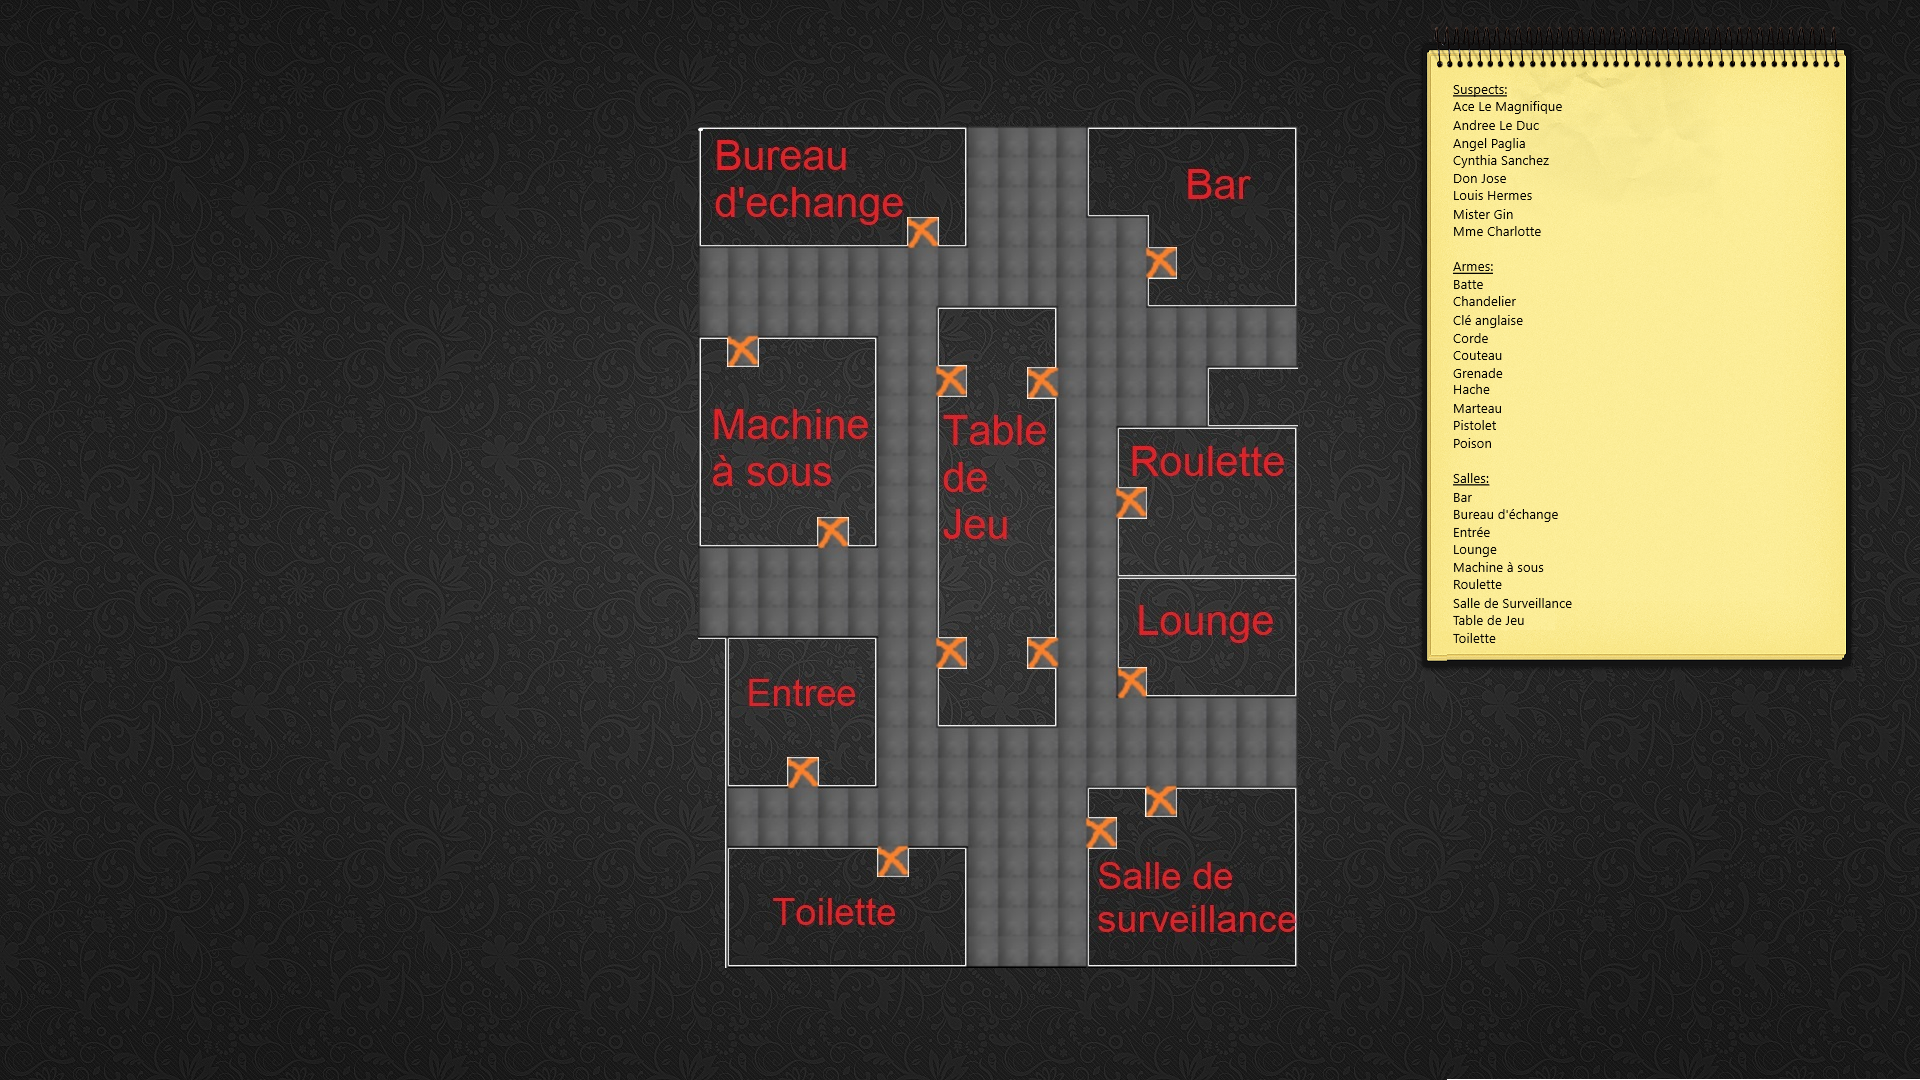 Bureau
d'echange
Bar
Machine
à sous
Table
de
Jeu
Roulette
Lounge
Entree
Toilette
Salle de
surveillance
Suspects:
Ace Le Magnifique
Andree Le Duc
Angel Paglia
Cynthia Sanchez
Don Jose
Louis Hermes
Mister Gin
Mme Charlotte
Armes:
Batte
Chandelier
Clé anglaise
Corde
Couteau
Grenade
Hache
Marteau
Pistolet
Poison
Salles:
Bar
Bureau d'échange
Entrée
Lounge
Machine à sous
Roulette
Salle de Surveillance
Table de Jeu
Toilette